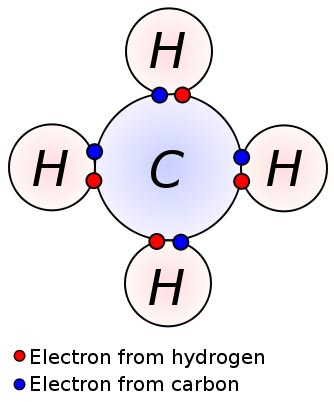 H
H C H
H
Electron from hydrogen
Electron from carbon